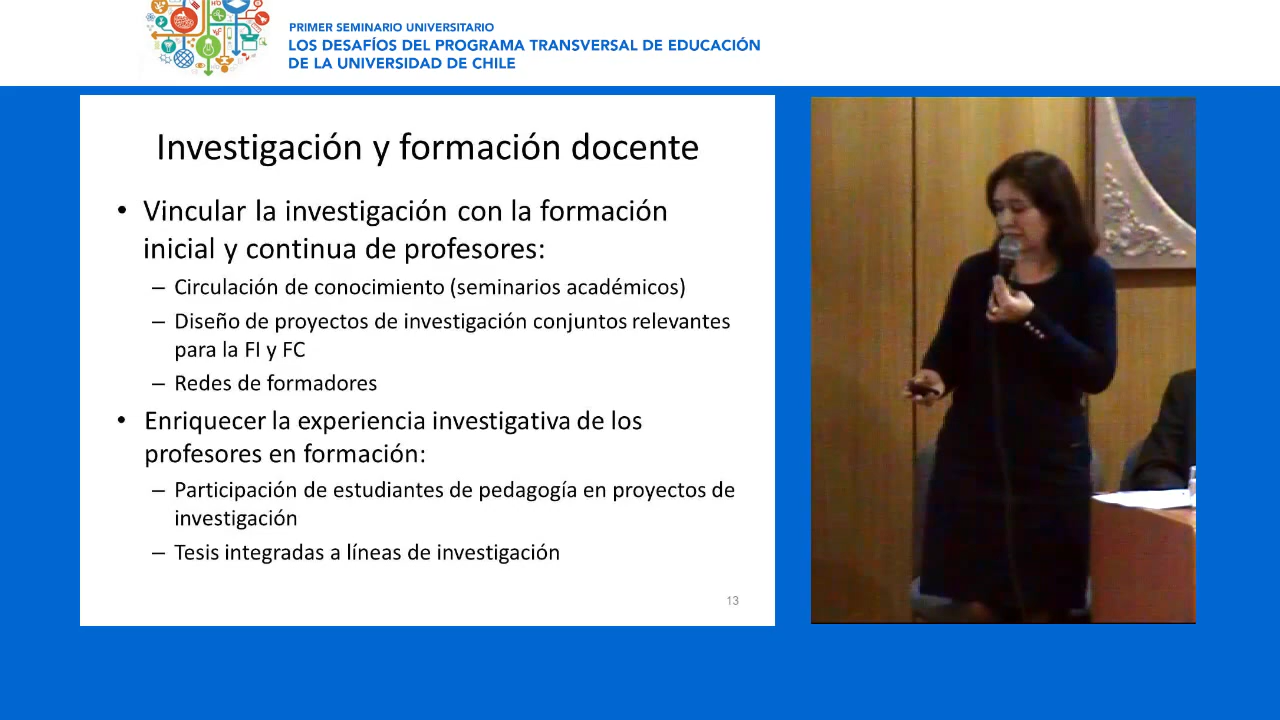 PRIMER SEMINARIO UNIVERSITARIO
LOS DESAFÍOS DEL PROGRAMA TRANSVERSAL DE EDUCACIÓN
DE LA UNIVERSIDAD DE CHILE
Investigación y formación docente
• Vincular la investigación con la formación
inicial y continua de profesores:
– Circulación de conocimiento (seminarios académicos)
– Diseño de proyectos de investigación conjuntos relevantes
para la FI y FC
– Redes de formadores
• Enriquecer la experiencia investigativa de los
profesores en formación:
– Participación de estudiantes de pedagogía en proyectos de
investigación
– Tesis integradas a líneas de investigación
13